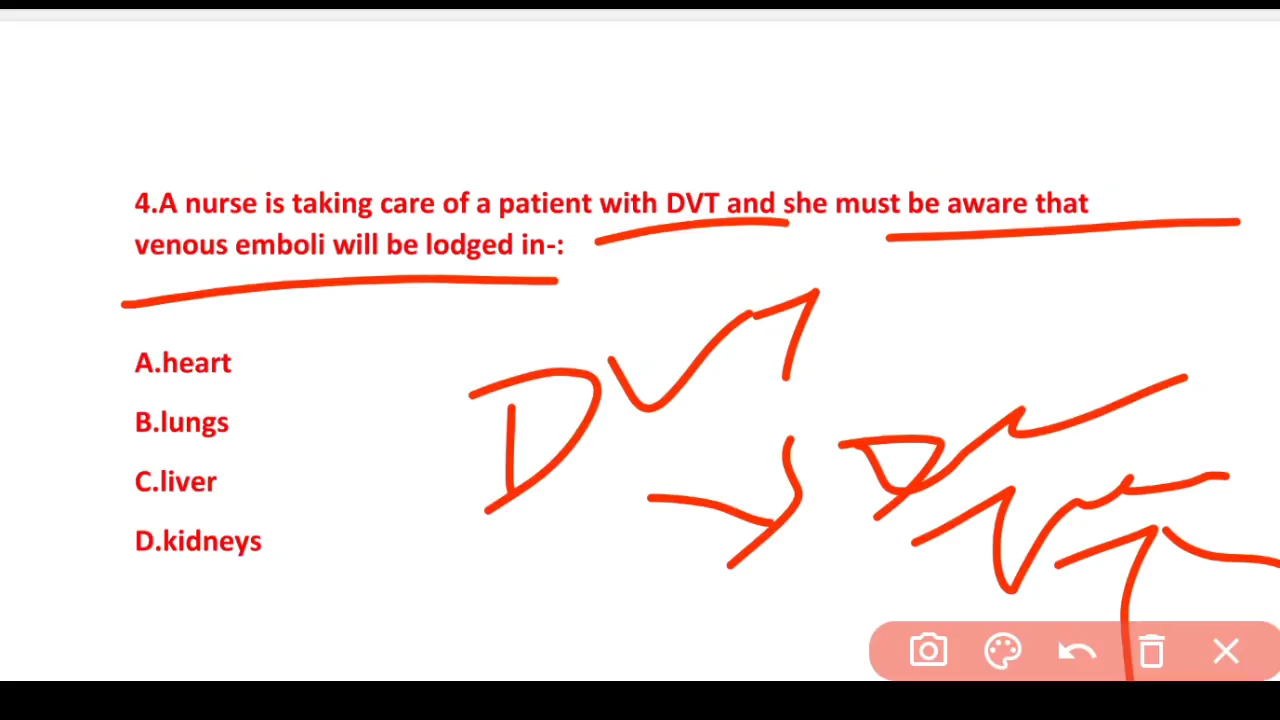 4.A nurse is taking care of a patient with DVT and she must be aware that
venous emboli will be lodged in-:
A.heart
B.lungs
C.liver
D.kidneys
DVT